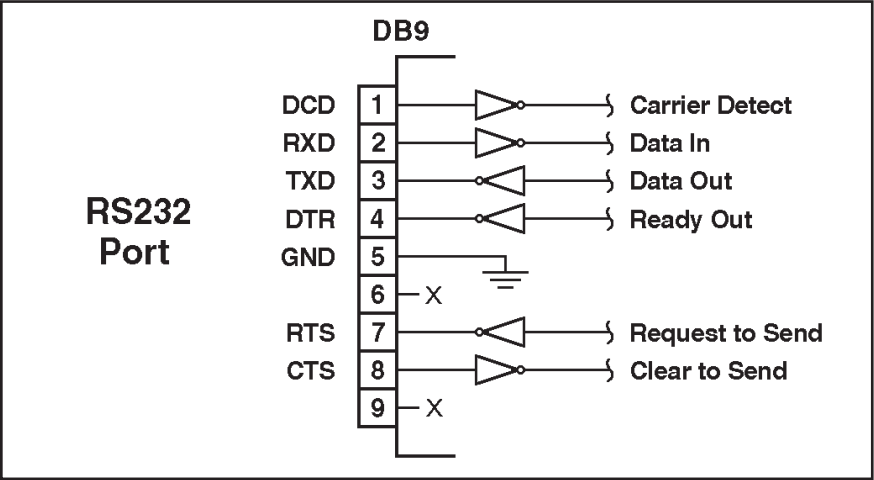 DB9
DCD 1 Carrier Detect
RXD 2 Data In
TXD 3 Data Out
RS232
Port
DTR 4 Ready Out
GND 5
6 X
RTS 7 Request to Send
CTS 8 Clear to Send
9 X